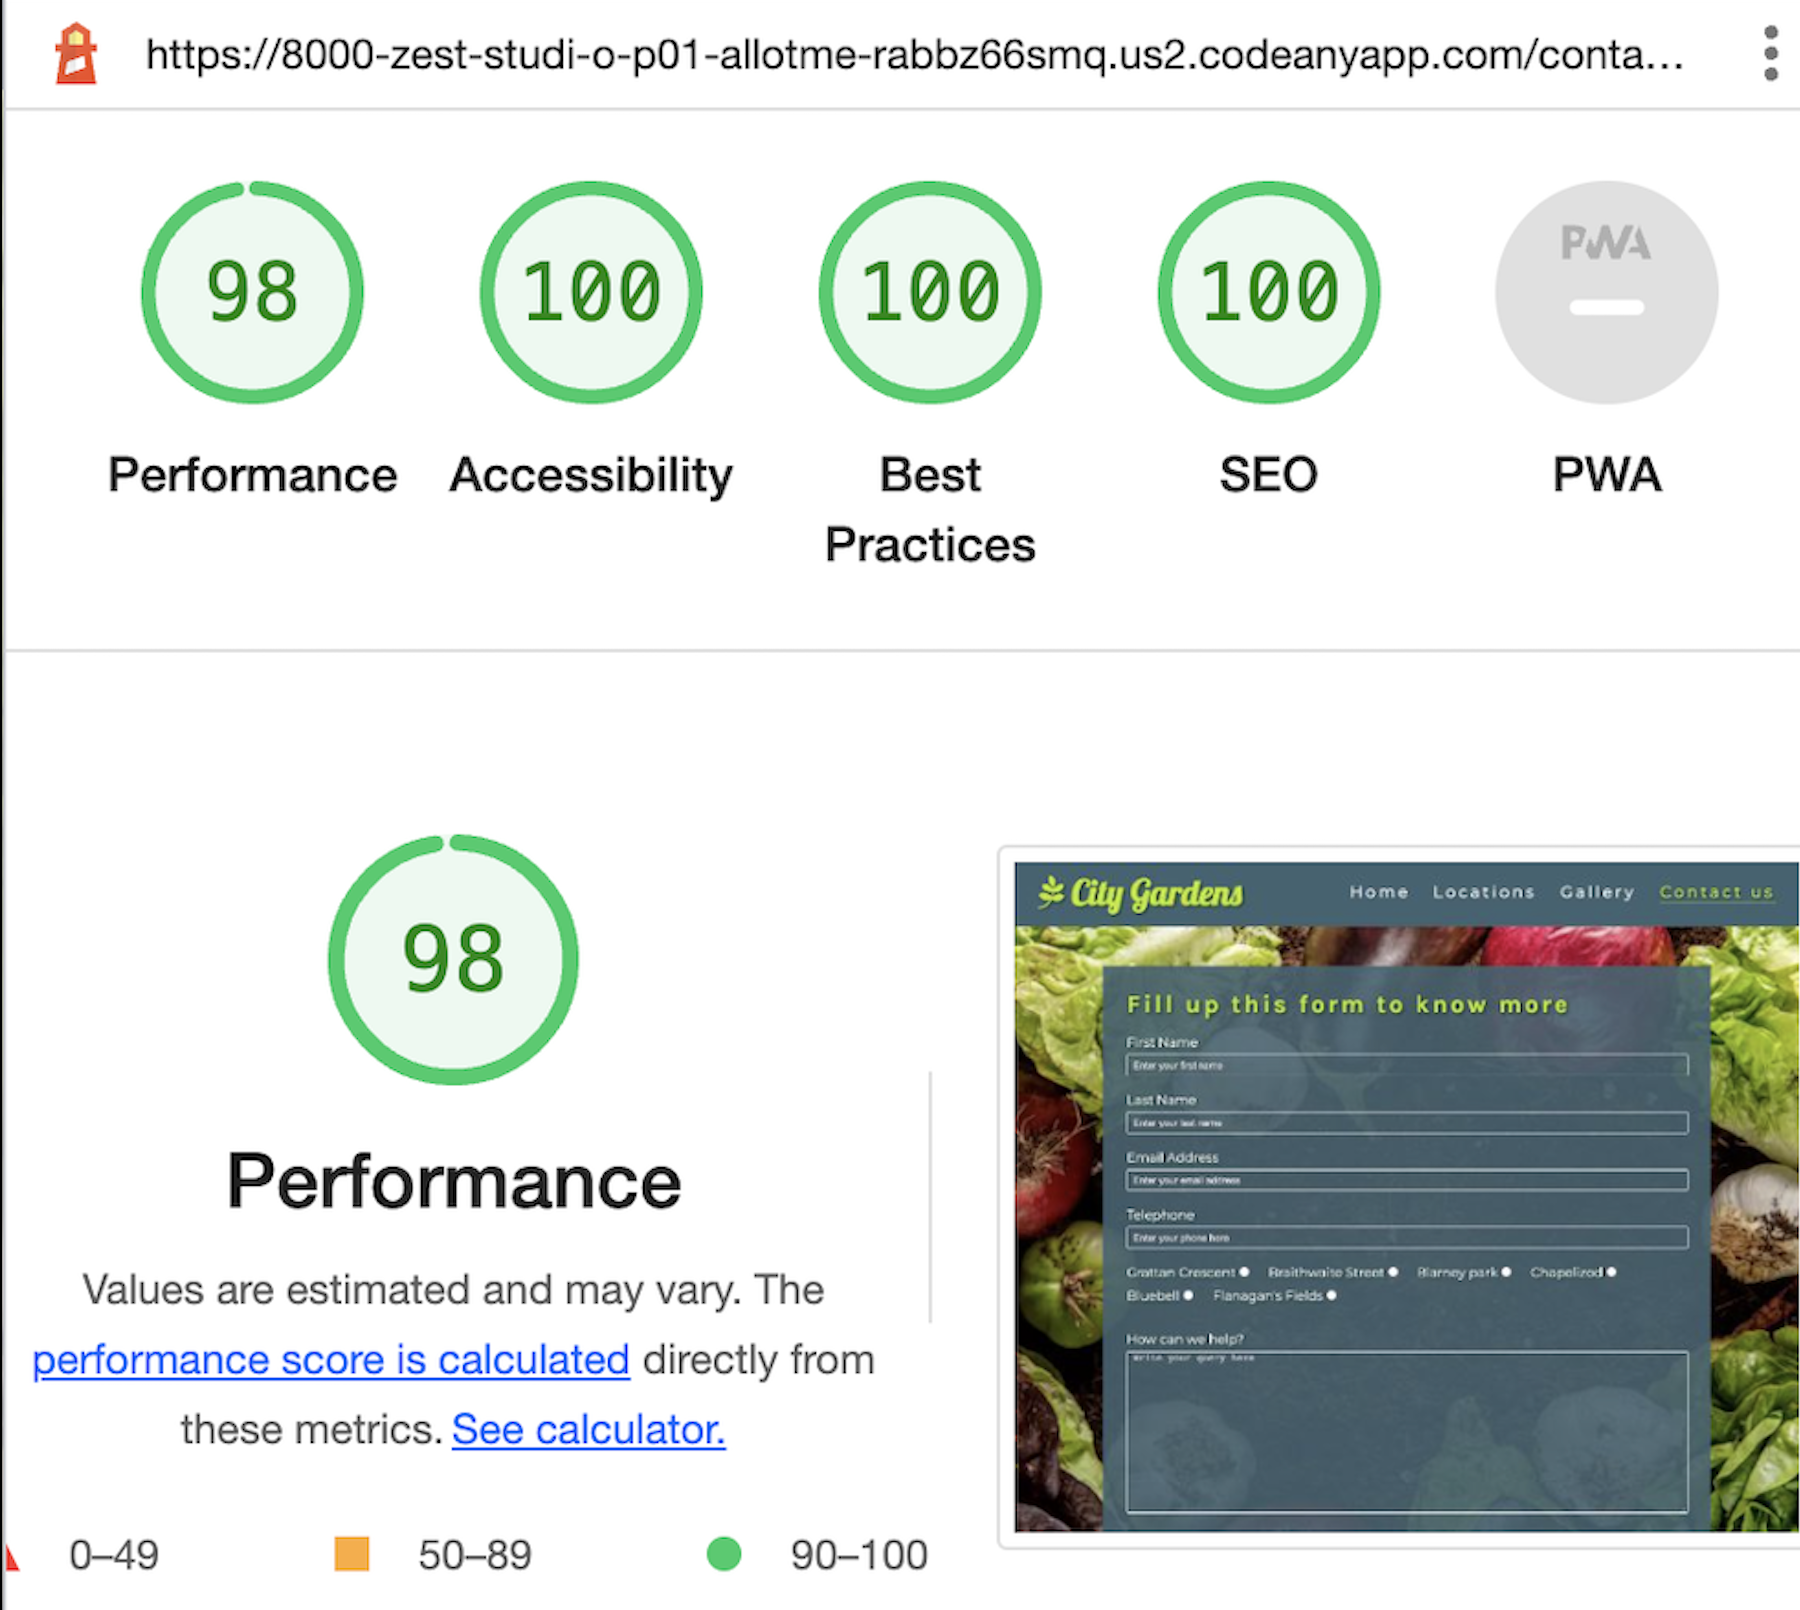 https://8000-zest-studi-o-p01-allotme-rabbz66smq.us2.codeanyapp.com/conta...
98
100
100
100
PWA
Performance
Accessibility
Best
Practices
SEO
PWA
98
Performance
Values are estimated and may vary. The
performance score is calculated directly from
these metrics. See calculator.
0–49
50–89
90–100
City Gardens
Home Locations Gallery Contact us
Fill up this form to know more
First Name
Enter your first name
Last Name
Enter your last name
Email Address
Enter your email address
Telephone
Enter your phone here
Grattan Crescent Braithwaite Street Blarney park Chapelizod
Bluebell Flanagan's Fields
How can we help?
Write your query here